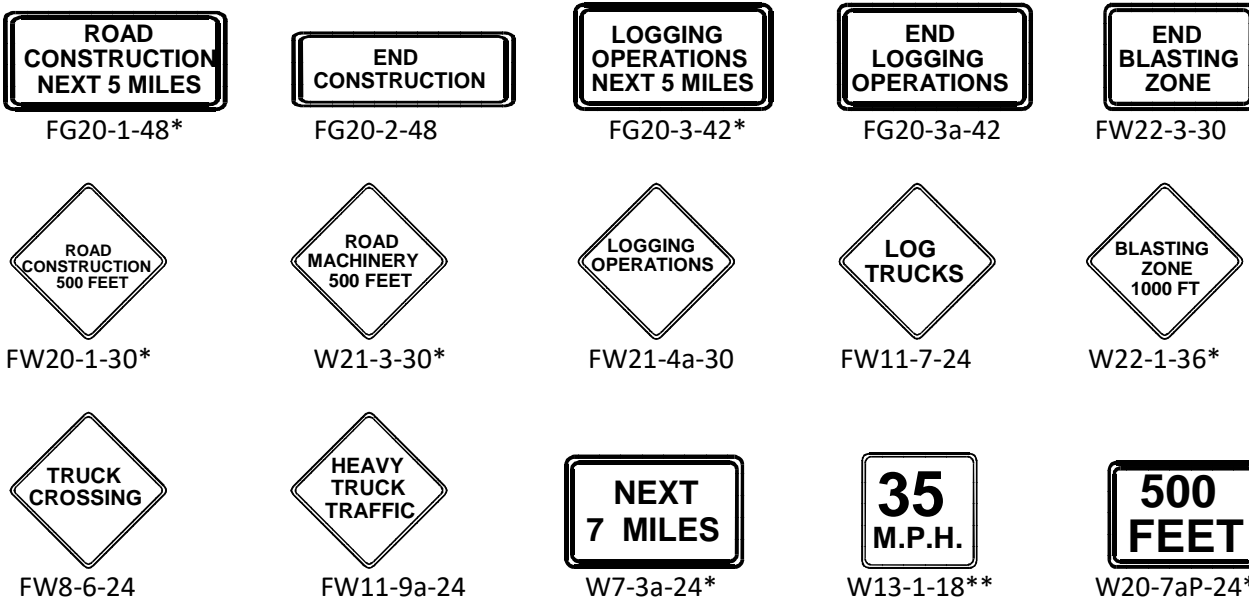 ROAD
CONSTRUCTION
NEXT 5 MILES
FG20-1-48*
END
CONSTRUCTION
FG20-2-48
LOGGING
OPERATIONS
NEXT 5 MILES
FG20-3-42*
END
LOGGING
OPERATIONS
FG20-3a-42
END
BLASTING
ZONE
FW22-3-30
ROAD
CONSTRUCTION
500 FEET
FW20-1-30*
ROAD
MACHINERY
500 FEET
W21-3-30*
LOGGING
OPERATIONS
FW21-4a-30
LOG
TRUCKS
FW11-7-24
BLASTING
ZONE
1000 FT
W22-1-36*
TRUCK
CROSSING
FW8-6-24
HEAVY
TRUCK
TRAFFIC
FW11-9a-24
NEXT
7 MILES
W7-3a-24*
35
M.P.H.
W13-1-18**
500
FEET
W20-7aP-24*